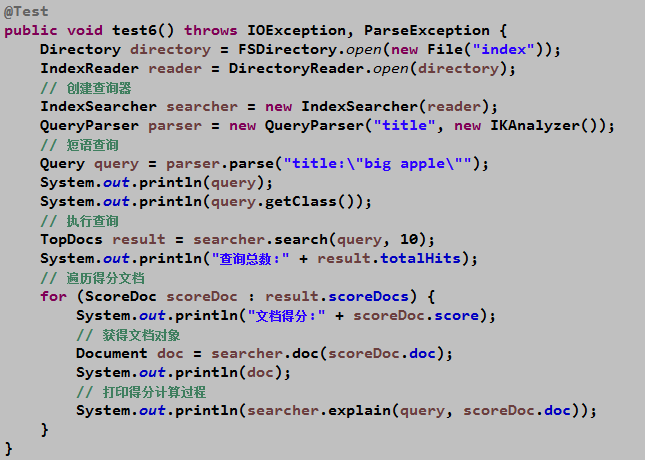 @Test
public void test6() throws IOException, ParseException {
    Directory directory = FSDirectory.open(new File("index"));
    IndexReader reader = DirectoryReader.open(directory);
    // 创建查询器
    IndexSearcher searcher = new IndexSearcher(reader);
    QueryParser parser = new QueryParser("title", new IKAnalyzer());
    // 短语查询
    Query query = parser.parse("title:\"big apple\"");
    System.out.println(query);
    System.out.println(query.getClass());
    // 执行查询
    TopDocs result = searcher.search(query, 10);
    System.out.println("查询总数:" + result.totalHits);
    // 遍历得分文档
    for (ScoreDoc scoreDoc : result.scoreDocs) {
        System.out.println("文档得分:" + scoreDoc.score);
        // 获得文档对象
        Document doc = searcher.doc(scoreDoc.doc);
        System.out.println(doc);
        // 打印得分计算过程
        System.out.println(searcher.explain(query, scoreDoc.doc));
    }
}